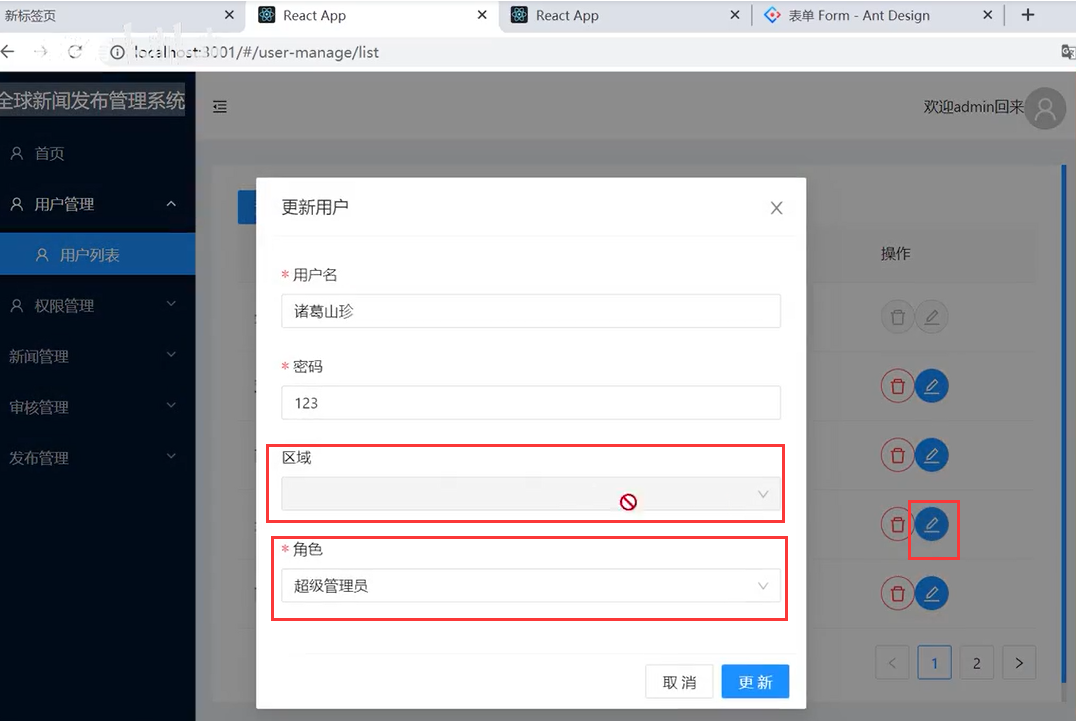 新标签页
React App
React App
表单 Form - Ant Design
localhost:3001/#/user-manage/list
全球新闻发布管理系统
欢迎admin回来
首页
用户管理
用户列表
权限管理
新闻管理
审核管理
发布管理
操作
更新用户
* 用户名
诸葛山珍
* 密码
123
区域
* 角色
超级管理员
取 消
更 新
1
2